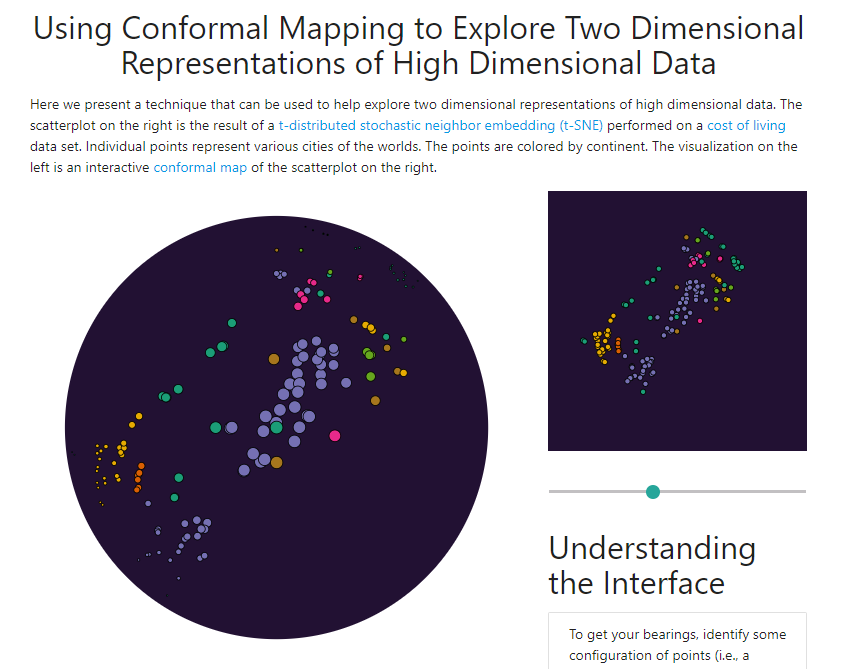 Using Conformal Mapping to Explore Two Dimensional
Representations of High Dimensional Data
Here we present a technique that can be used to help explore two dimensional representations of high dimensional data. The
scatterplot on the right is the result of a t-distributed stochastic neighbor embedding (t-SNE) performed on a cost of living
data set. Individual points represent various cities of the worlds. The points are colored by continent. The visualization on the
left is an interactive conformal map of the scatterplot on the right.
Understanding
the Interface
To get your bearings, identify some
configuration of points (i.e., a